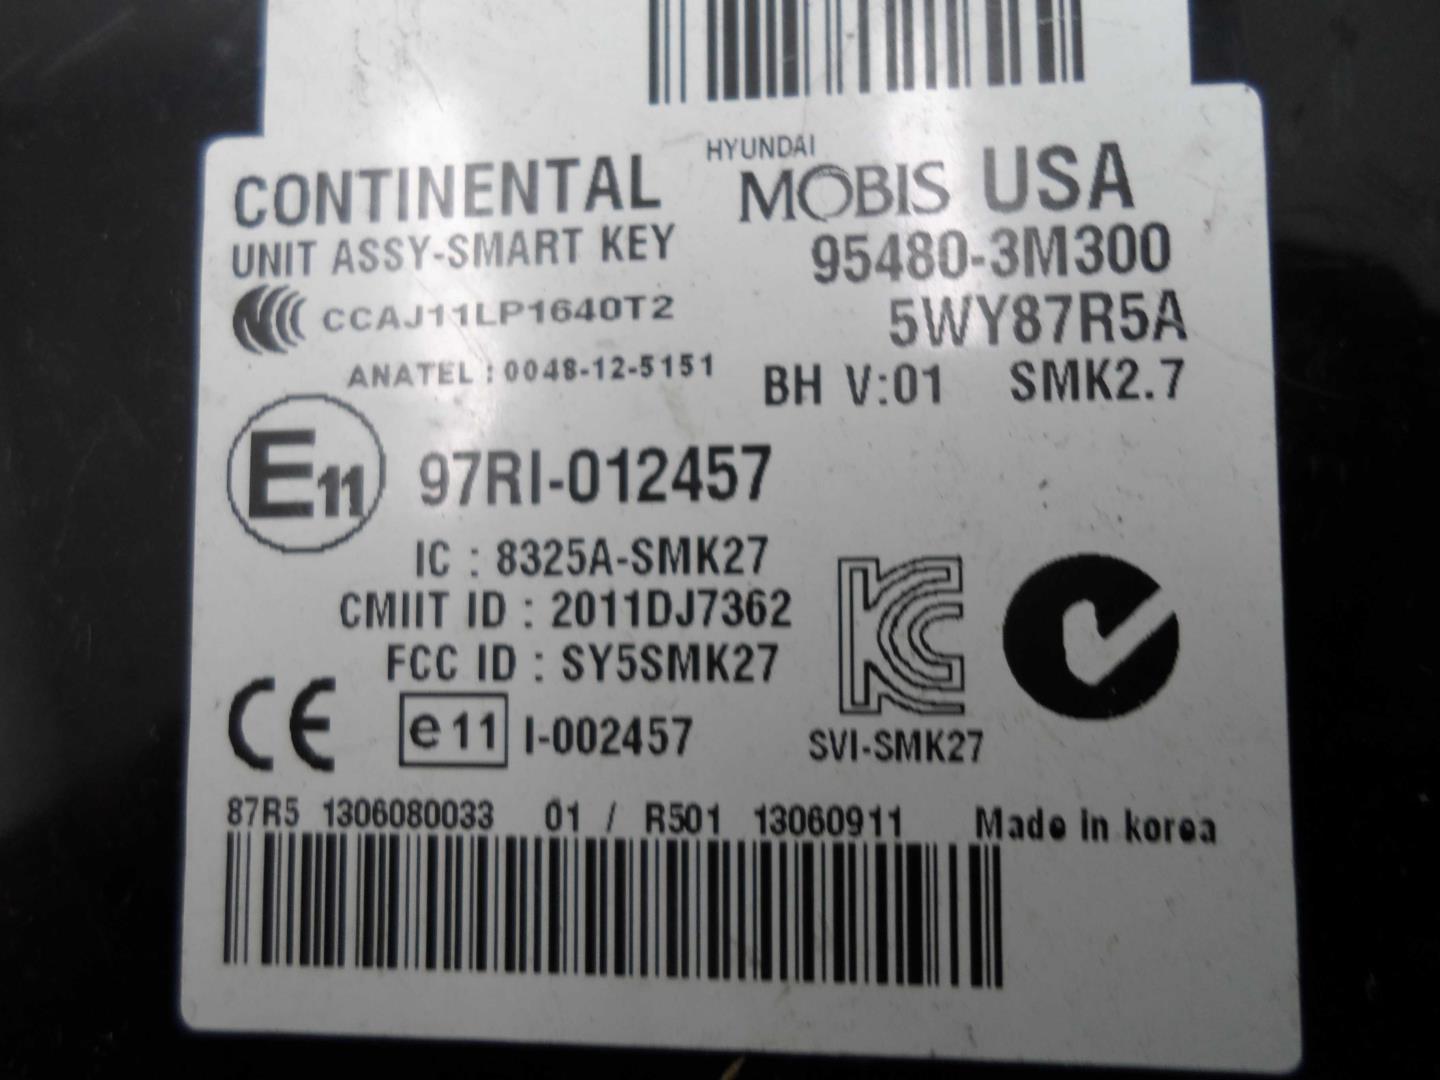 HYUNDAI
CONTINENTAL MOBIS USA
UNIT ASSY-SMART KEY 95480-3M300
CCAJ11LP1640T2 5WY87R5A
ANATEL : 0048-12-5151 BH V:01 SMK2.7
E11 97RI-012457
IC : 8325A-SMK27
CMIIT ID : 2011DJ7362
FCC ID : SY5SMK27
CE e11 I-002457 SVI-SMK27
87R5 1306080033 01 / R501 13060911 Made in korea